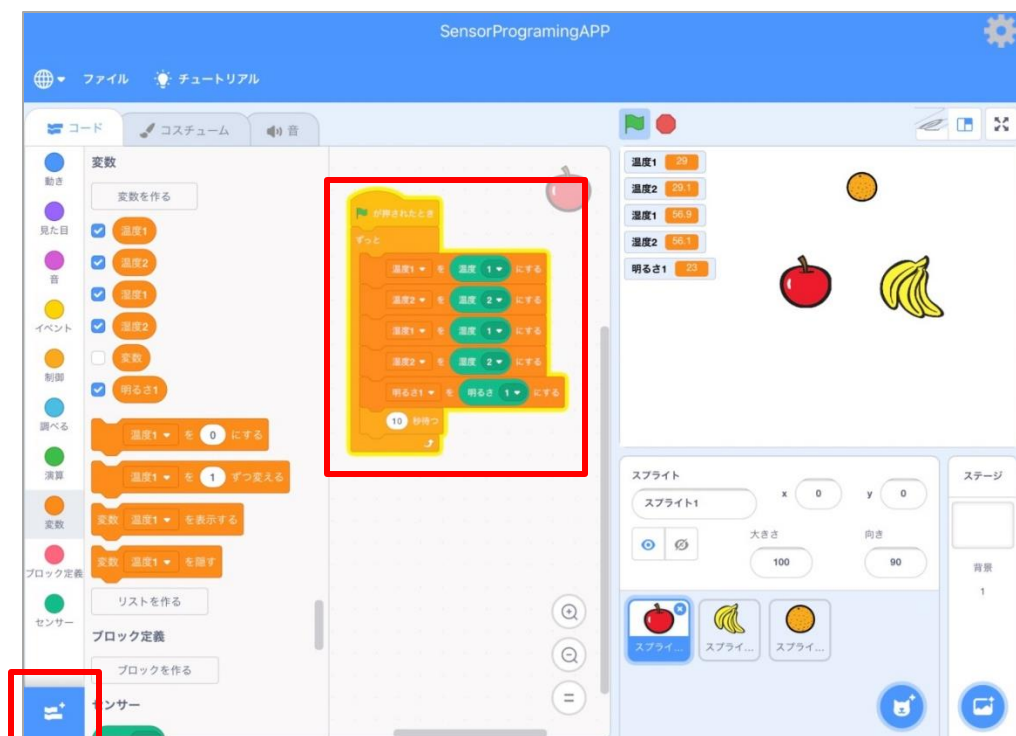 SensorProgramingAPP
ファイル チュートリアル
コード コスチューム 音
動き
見た目
音
イベント
制御
調べる
演算
変数
ブロック定義
センサー
変数
変数を作る
温度1
温度2
湿度1
湿度2
変数
明るさ1
温度1 を 0 にする
温度1 を 1 ずつ変える
変数 温度1 を表示する
変数 温度1 を隠す
リストを作る
ブロック定義
ブロックを作る
センサー
が押されたとき
ずっと
温度1 を 温度 1 にする
温度2 を 温度 2 にする
湿度1 を 湿度 1 にする
湿度2 を 湿度 2 にする
明るさ1 を 明るさ 1 にする
10 秒待つ
温度1 29
温度2 29.1
湿度1 56.9
湿度2 56.1
明るさ1 23
スプライト
スプライト1 x 0 y 0
大きさ 向き
100 90
スプライ... スプライ... スプライ...
ステージ
背景
1